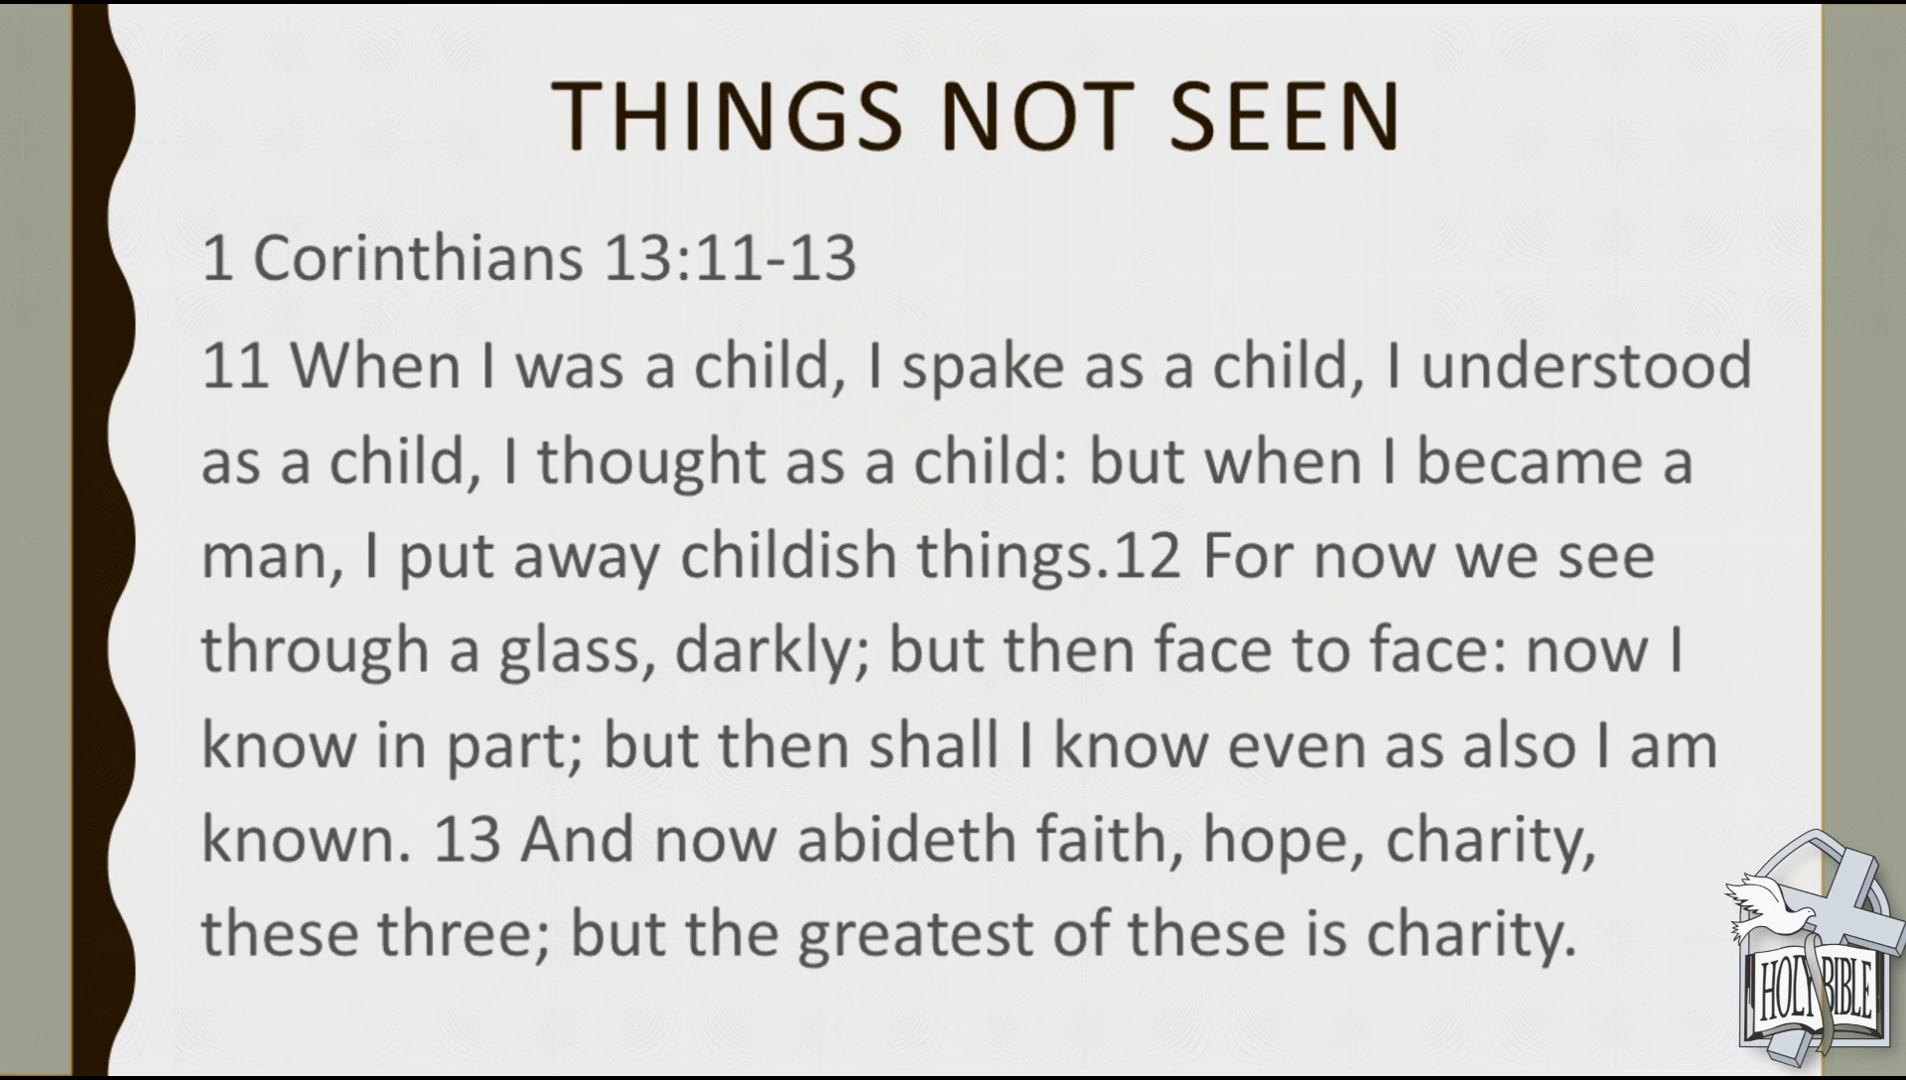 THINGS NOT SEEN
1 Corinthians 13:11-13
11 When I was a child, I spake as a child, I understood
as a child, I thought as a child: but when I became a
man, I put away childish things.12 For now we see
through a glass, darkly; but then face to face: now I
know in part; but then shall I know even as also I am
known. 13 And now abideth faith, hope, charity,
these three; but the greatest of these is charity.
HOLY BIBLE